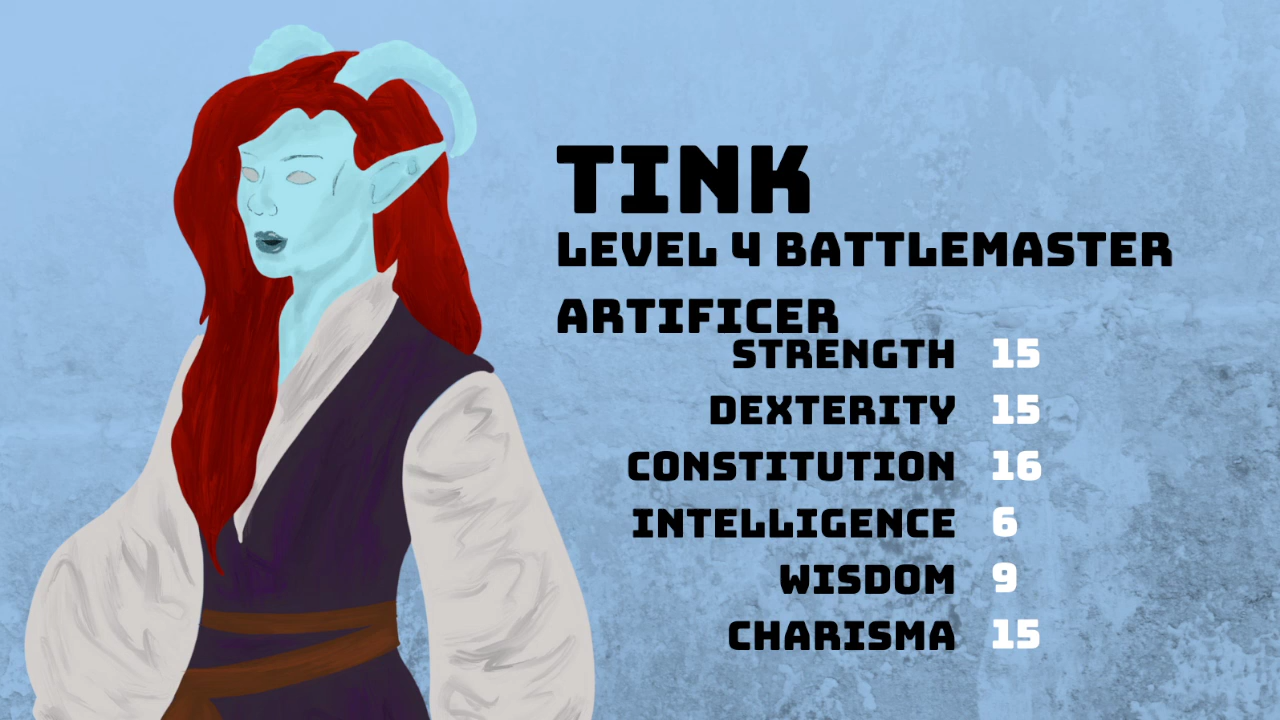 TINK
LEVEL 4 BATTLEMASTER
ARTIFICER
STRENGTH 15
DEXTERITY 15
CONSTITUTION 16
INTELLIGENCE 6
WISDOM 9
CHARISMA 15